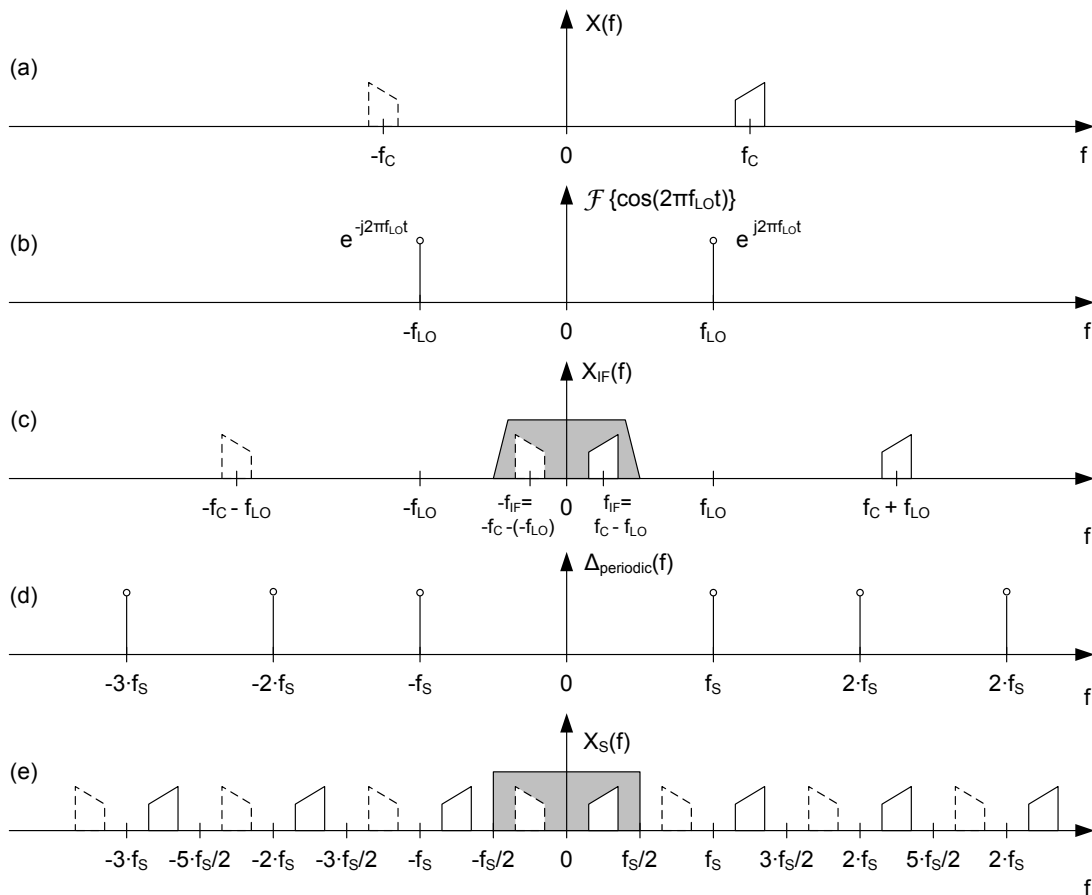 X(f)
(a)
-fC 0 fC f
ℱ {cos(2πfLOt)}
(b) e^-j2πfLOt e^j2πfLOt
-fLO 0 fLO f
XIF(f)
(c)
-fC - fLO -fLO -fIF= 0 fIF= fLO fC + fLO
-fC -(-fLO) fC - fLO f
Δperiodic(f)
(d)
-3·fS -2·fS -fS 0 fS 2·fS 2·fS
f
XS(f)
(e)
-3·fS -5·fS/2 -2·fS -3·fS/2 -fS -fS/2 0 fS/2 fS 3·fS/2 2·fS 5·fS/2 2·fS
f